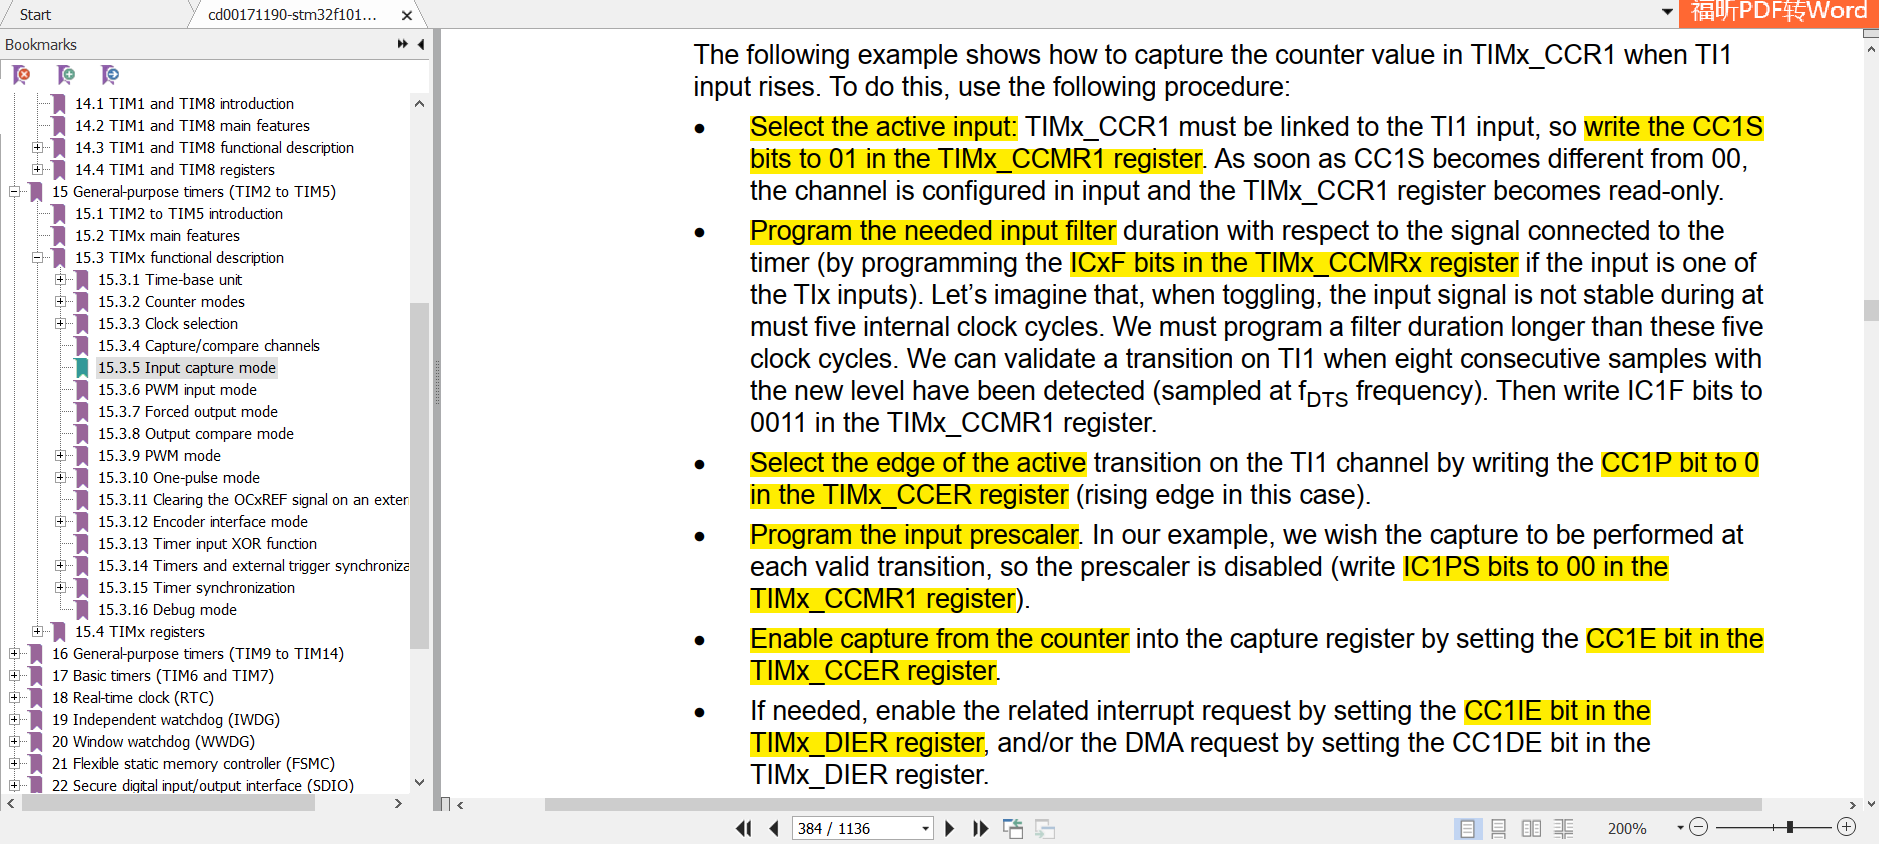 Start
cd00171190-stm32f101...
福昕PDF转Word
Bookmarks
14.1 TIM1 and TIM8 introduction
14.2 TIM1 and TIM8 main features
14.3 TIM1 and TIM8 functional description
14.4 TIM1 and TIM8 registers
15 General-purpose timers (TIM2 to TIM5)
15.1 TIM2 to TIM5 introduction
15.2 TIMx main features
15.3 TIMx functional description
15.3.1 Time-base unit
15.3.2 Counter modes
15.3.3 Clock selection
15.3.4 Capture/compare channels
15.3.5 Input capture mode
15.3.6 PWM input mode
15.3.7 Forced output mode
15.3.8 Output compare mode
15.3.9 PWM mode
15.3.10 One-pulse mode
15.3.11 Clearing the OCxREF signal on an exter
15.3.12 Encoder interface mode
15.3.13 Timer input XOR function
15.3.14 Timers and external trigger synchroniza
15.3.15 Timer synchronization
15.3.16 Debug mode
15.4 TIMx registers
16 General-purpose timers (TIM9 to TIM14)
17 Basic timers (TIM6 and TIM7)
18 Real-time clock (RTC)
19 Independent watchdog (IWDG)
20 Window watchdog (WWDG)
21 Flexible static memory controller (FSMC)
22 Secure digital input/output interface (SDIO)
The following example shows how to capture the counter value in TIMx_CCR1 when TI1
input rises. To do this, use the following procedure:
• Select the active input: TIMx_CCR1 must be linked to the TI1 input, so write the CC1S
bits to 01 in the TIMx_CCMR1 register. As soon as CC1S becomes different from 00,
the channel is configured in input and the TIMx_CCR1 register becomes read-only.
• Program the needed input filter duration with respect to the signal connected to the
timer (by programming the ICxF bits in the TIMx_CCMRx register if the input is one of
the TIx inputs). Let’s imagine that, when toggling, the input signal is not stable during at
must five internal clock cycles. We must program a filter duration longer than these five
clock cycles. We can validate a transition on TI1 when eight consecutive samples with
the new level have been detected (sampled at fDTS frequency). Then write IC1F bits to
0011 in the TIMx_CCMR1 register.
• Select the edge of the active transition on the TI1 channel by writing the CC1P bit to 0
in the TIMx_CCER register (rising edge in this case).
• Program the input prescaler. In our example, we wish the capture to be performed at
each valid transition, so the prescaler is disabled (write IC1PS bits to 00 in the
TIMx_CCMR1 register).
• Enable capture from the counter into the capture register by setting the CC1E bit in the
TIMx_CCER register.
• If needed, enable the related interrupt request by setting the CC1IE bit in the
TIMx_DIER register, and/or the DMA request by setting the CC1DE bit in the
TIMx_DIER register.
384 / 1136
200%